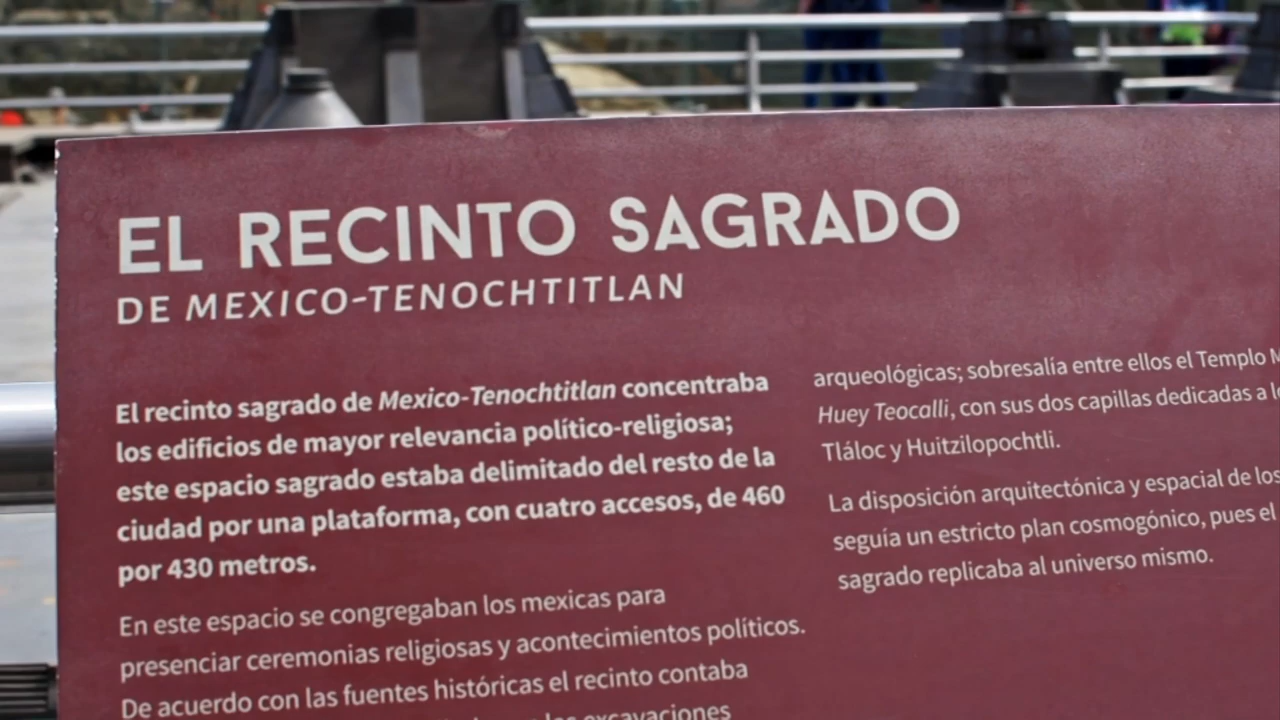 EL RECINTO SAGRADO
DE MEXICO-TENOCHTITLAN
El recinto sagrado de Mexico-Tenochtitlan concentraba
los edificios de mayor relevancia político-religiosa;
este espacio sagrado estaba delimitado del resto de la
ciudad por una plataforma, con cuatro accesos, de 460
por 430 metros.
En este espacio se congregaban los mexicas para
presenciar ceremonias religiosas y acontecimientos políticos.
De acuerdo con las fuentes históricas el recinto contaba
las excavaciones
arqueológicas; sobresalía entre ellos el Templo
Huey Teocalli, con sus dos capillas dedicadas a
Tláloc y Huitzilopochtli.
La disposición arquitectónica y espacial de los
seguía un estricto plan cosmogónico, pues el
sagrado replicaba al universo mismo.